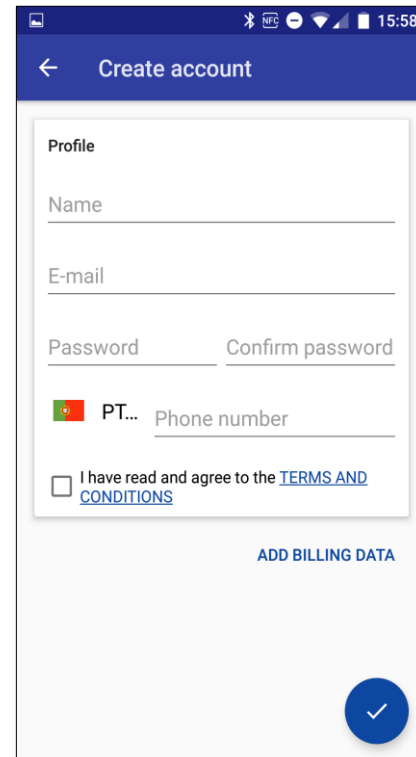 NFC 15:58
Create account
Profile
Name
E-mail
Password Confirm password
PT... Phone number
I have read and agree to the TERMS AND
CONDITIONS
ADD BILLING DATA